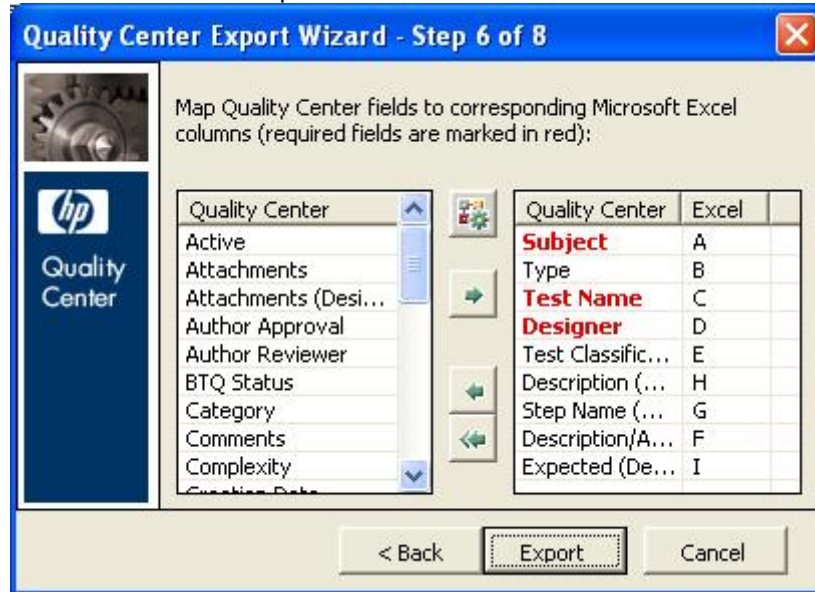 Quality Center Export Wizard - Step 6 of 8
Map Quality Center fields to corresponding Microsoft Excel
columns (required fields are marked in red):
hp
Quality
Center
Quality Center
Active
Attachments
Attachments (Desi...
Author Approval
Author Reviewer
BTQ Status
Category
Comments
Complexity
Creation Date
Quality Center Excel
Subject A
Type B
Test Name C
Designer D
Test Classific... E
Description (... H
Step Name (... G
Description/A... F
Expected (De... I
< Back Export Cancel